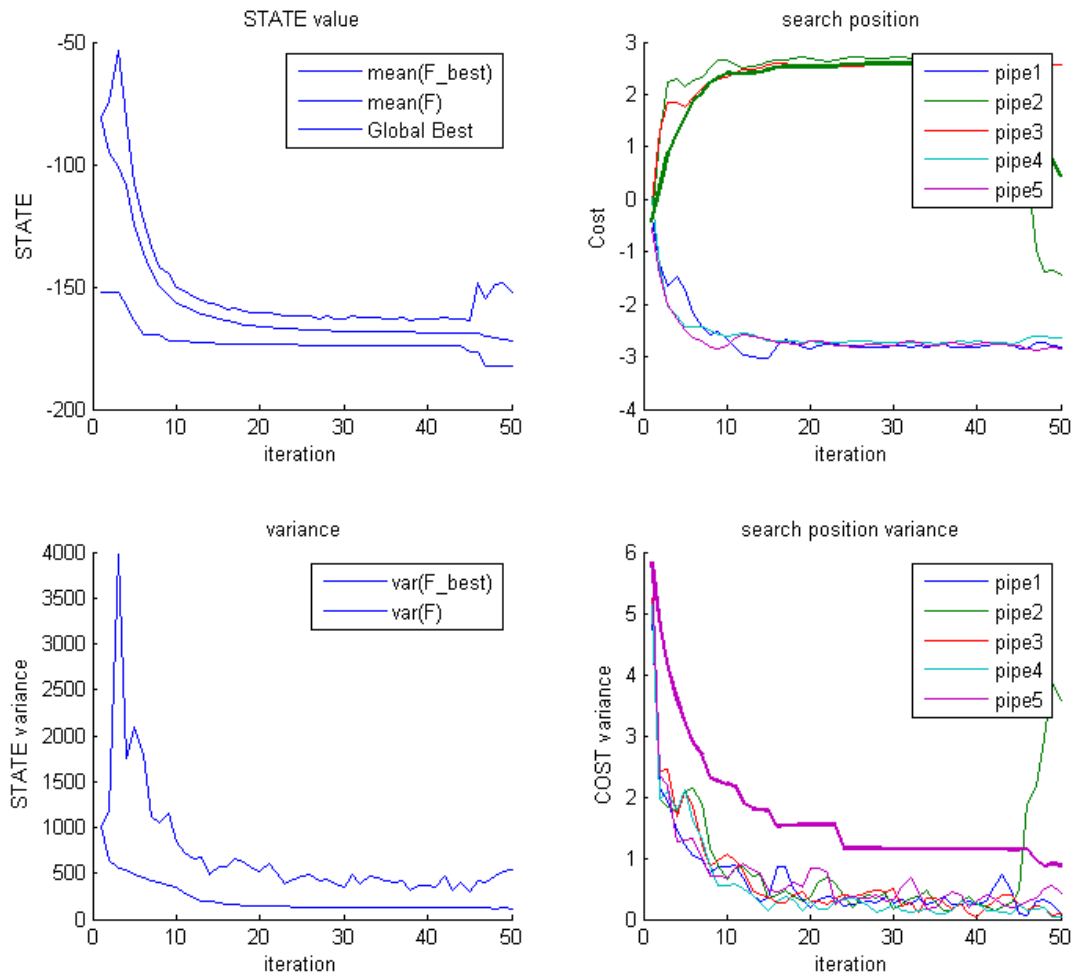 STATE value
-50
-100
-150
-200
STATE
mean(F_best)
mean(F)
Global Best
0 10 20 30 40 50
iteration
search position
3
2
1
0
-1
-2
-3
-4
Cost
pipe1
pipe2
pipe3
pipe4
pipe5
0 10 20 30 40 50
iteration
variance
4000
3500
3000
2500
2000
1500
1000
500
0
STATE variance
var(F_best)
var(F)
0 10 20 30 40 50
iteration
search position variance
6
5
4
3
2
1
0
COST variance
pipe1
pipe2
pipe3
pipe4
pipe5
0 10 20 30 40 50
iteration